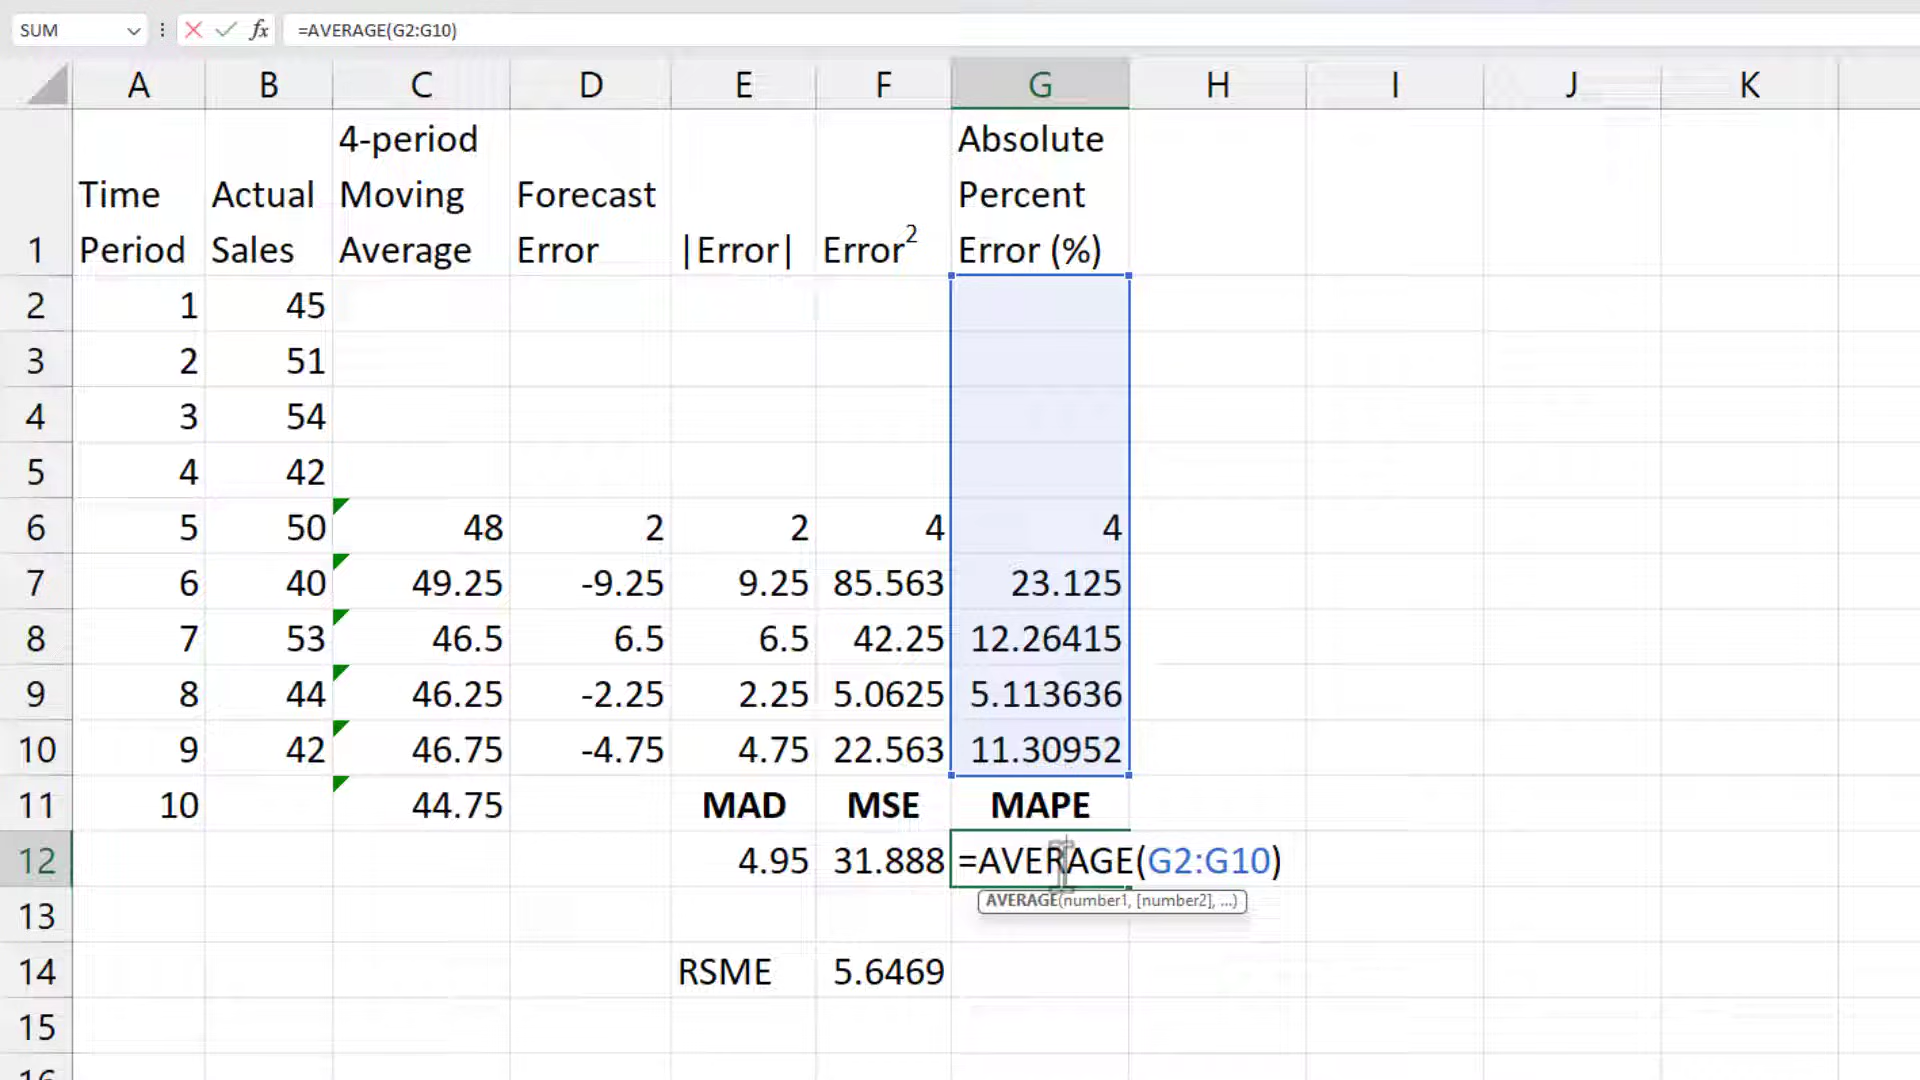 SUM fx =AVERAGE(G2:G10)
A B C D E F G H I J K
4-period Absolute
Time Actual Moving Forecast Percent
1 Period Sales Average Error |Error| Error² Error (%)
2 1 45
3 2 51
4 3 54
5 4 42
6 5 50 48 2 2 4 4
7 6 40 49.25 -9.25 9.25 85.563 23.125
8 7 53 46.5 6.5 6.5 42.25 12.26415
9 8 44 46.25 -2.25 2.25 5.0625 5.113636
10 9 42 46.75 -4.75 4.75 22.563 11.30952
11 10 44.75 MAD MSE MAPE
12 4.95 31.888 =AVERAGE(G2:G10)
AVERAGE(number1, [number2], ...)
13
14 RSME 5.6469
15
16